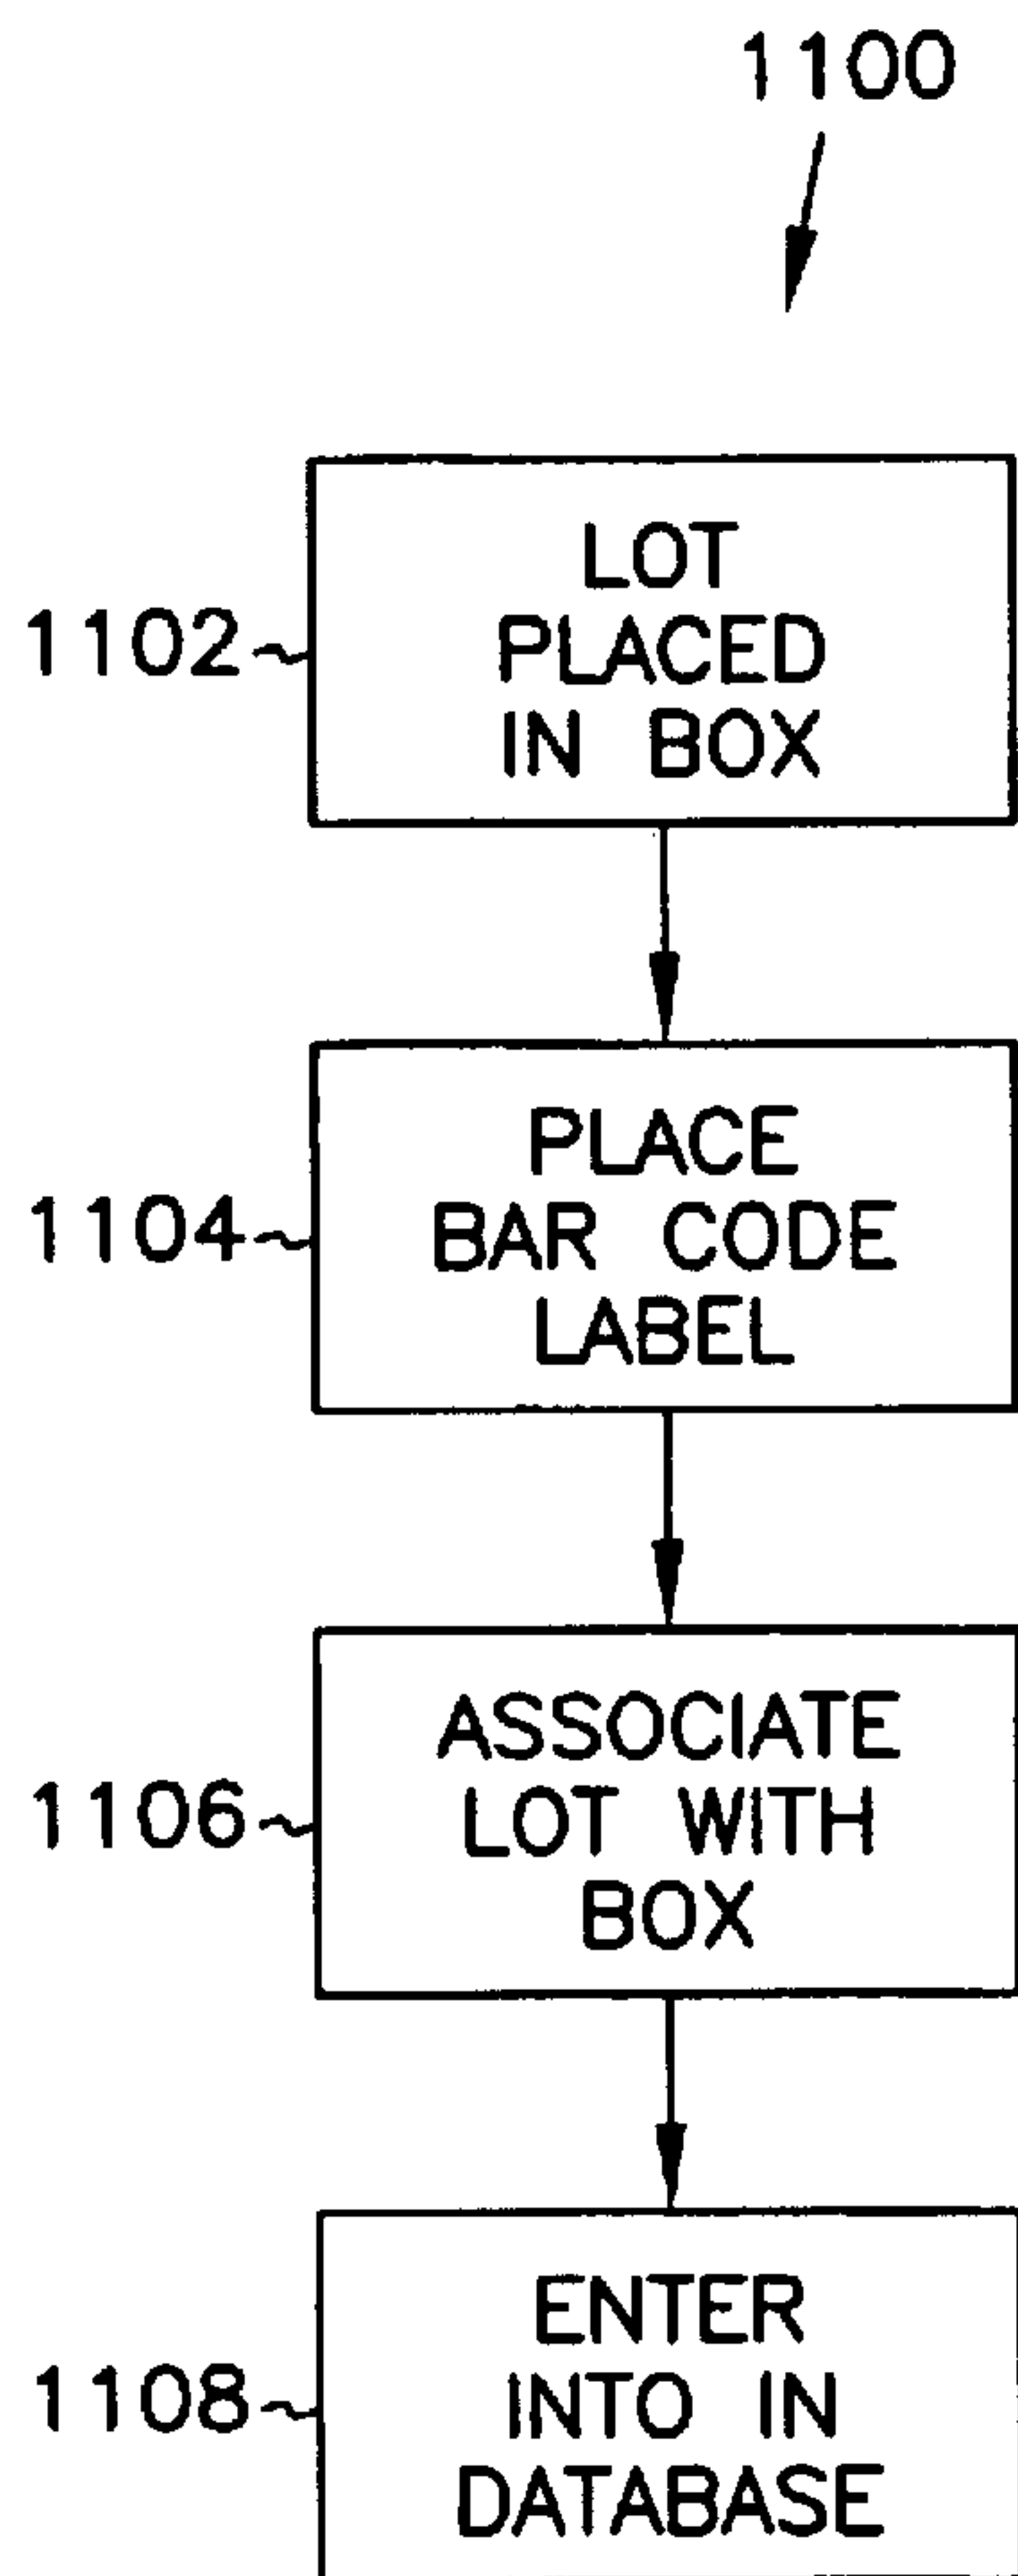 1100
LOT
PLACED
IN BOX
1102
PLACE
BAR CODE
LABEL
1104
ASSOCIATE
LOT WITH
BOX
1106
ENTER
INTO IN
DATABASE
1108